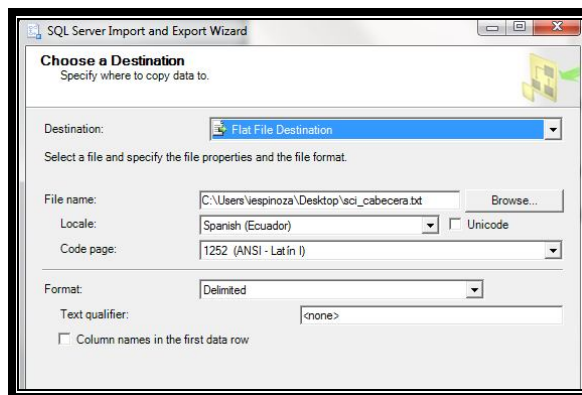 SQL Server Import and Export Wizard
Choose a Destination
Specify where to copy data to.
Destination: Flat File Destination
Select a file and specify the file properties and the file format.
File name: C:\Users\iespinoza\Desktop\sci_cabecera.txt Browse...
Locale: Spanish (Ecuador) Unicode
Code page: 1252 (ANSI - Latín I)
Format: Delimited
Text qualifier: <none>
Column names in the first data row